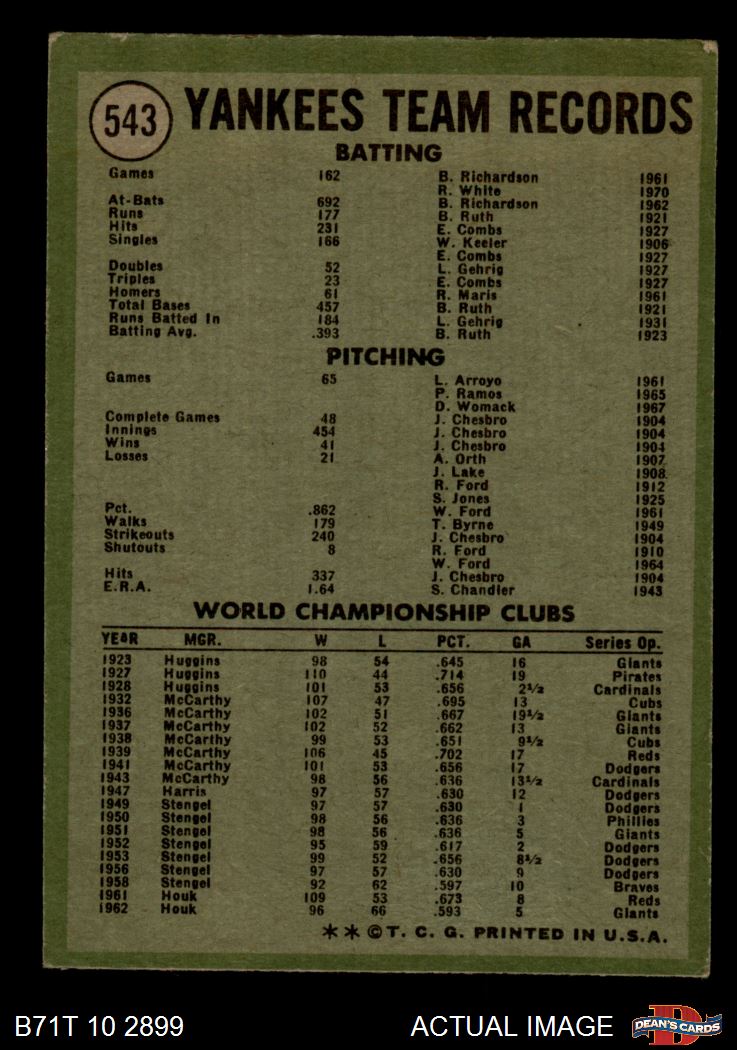 543 YANKEES TEAM RECORDS
BATTING
Games 162 B. Richardson 1961
R. White 1970
At-Bats 692 B. Richardson 1962
Runs 177 B. Ruth 1921
Hits 231 E. Combs 1927
Singles 166 W. Keeler 1906
E. Combs 1927
Doubles 52 L. Gehrig 1927
Triples 23 E. Combs 1927
Homers 61 R. Maris 1961
Total Bases 457 B. Ruth 1921
Runs Batted In 184 L. Gehrig 1931
Batting Avg. .393 B. Ruth 1923
PITCHING
Games 65 L. Arroyo 1961
P. Ramos 1965
D. Womack 1967
Complete Games 48 J. Chesbro 1904
Innings 454 J. Chesbro 1904
Wins 41 J. Chesbro 1904
Losses 21 A. Orth 1907
J. Lake 1908
R. Ford 1912
S. Jones 1925
Pct. .862 W. Ford 1961
Walks 179 T. Byrne 1949
Strikeouts 240 J. Chesbro 1904
Shutouts 8 R. Ford 1910
W. Ford 1964
Hits 337 J. Chesbro 1904
E.R.A. 1.64 S. Chandler 1943
WORLD CHAMPIONSHIP CLUBS
YEAR MGR. W L PCT. GA Series Op.
1923 Huggins 98 54 .645 16 Giants
1927 Huggins 110 44 .714 19 Pirates
1928 Huggins 101 53 .656 2½ Cardinals
1932 McCarthy 107 47 .695 13 Cubs
1936 McCarthy 102 51 .667 19½ Giants
1937 McCarthy 102 52 .662 13 Giants
1938 McCarthy 99 53 .651 9½ Cubs
1939 McCarthy 106 45 .702 17 Reds
1941 McCarthy 101 53 .656 17 Dodgers
1943 McCarthy 98 56 .636 13½ Cardinals
1947 Harris 97 57 .630 12 Dodgers
1949 Stengel 97 57 .630 1 Dodgers
1950 Stengel 98 56 .636 3 Phillies
1951 Stengel 98 56 .636 5 Giants
1952 Stengel 95 59 .617 2 Dodgers
1953 Stengel 99 52 .656 8½ Dodgers
1956 Stengel 97 57 .630 9 Dodgers
1958 Stengel 92 62 .597 10 Braves
1961 Houk 109 53 .673 8 Reds
1962 Houk 96 66 .593 5 Giants
**©T. C. G. PRINTED IN U.S.A.
B71T 10 2899 ACTUAL IMAGE DEAN'S CARDS